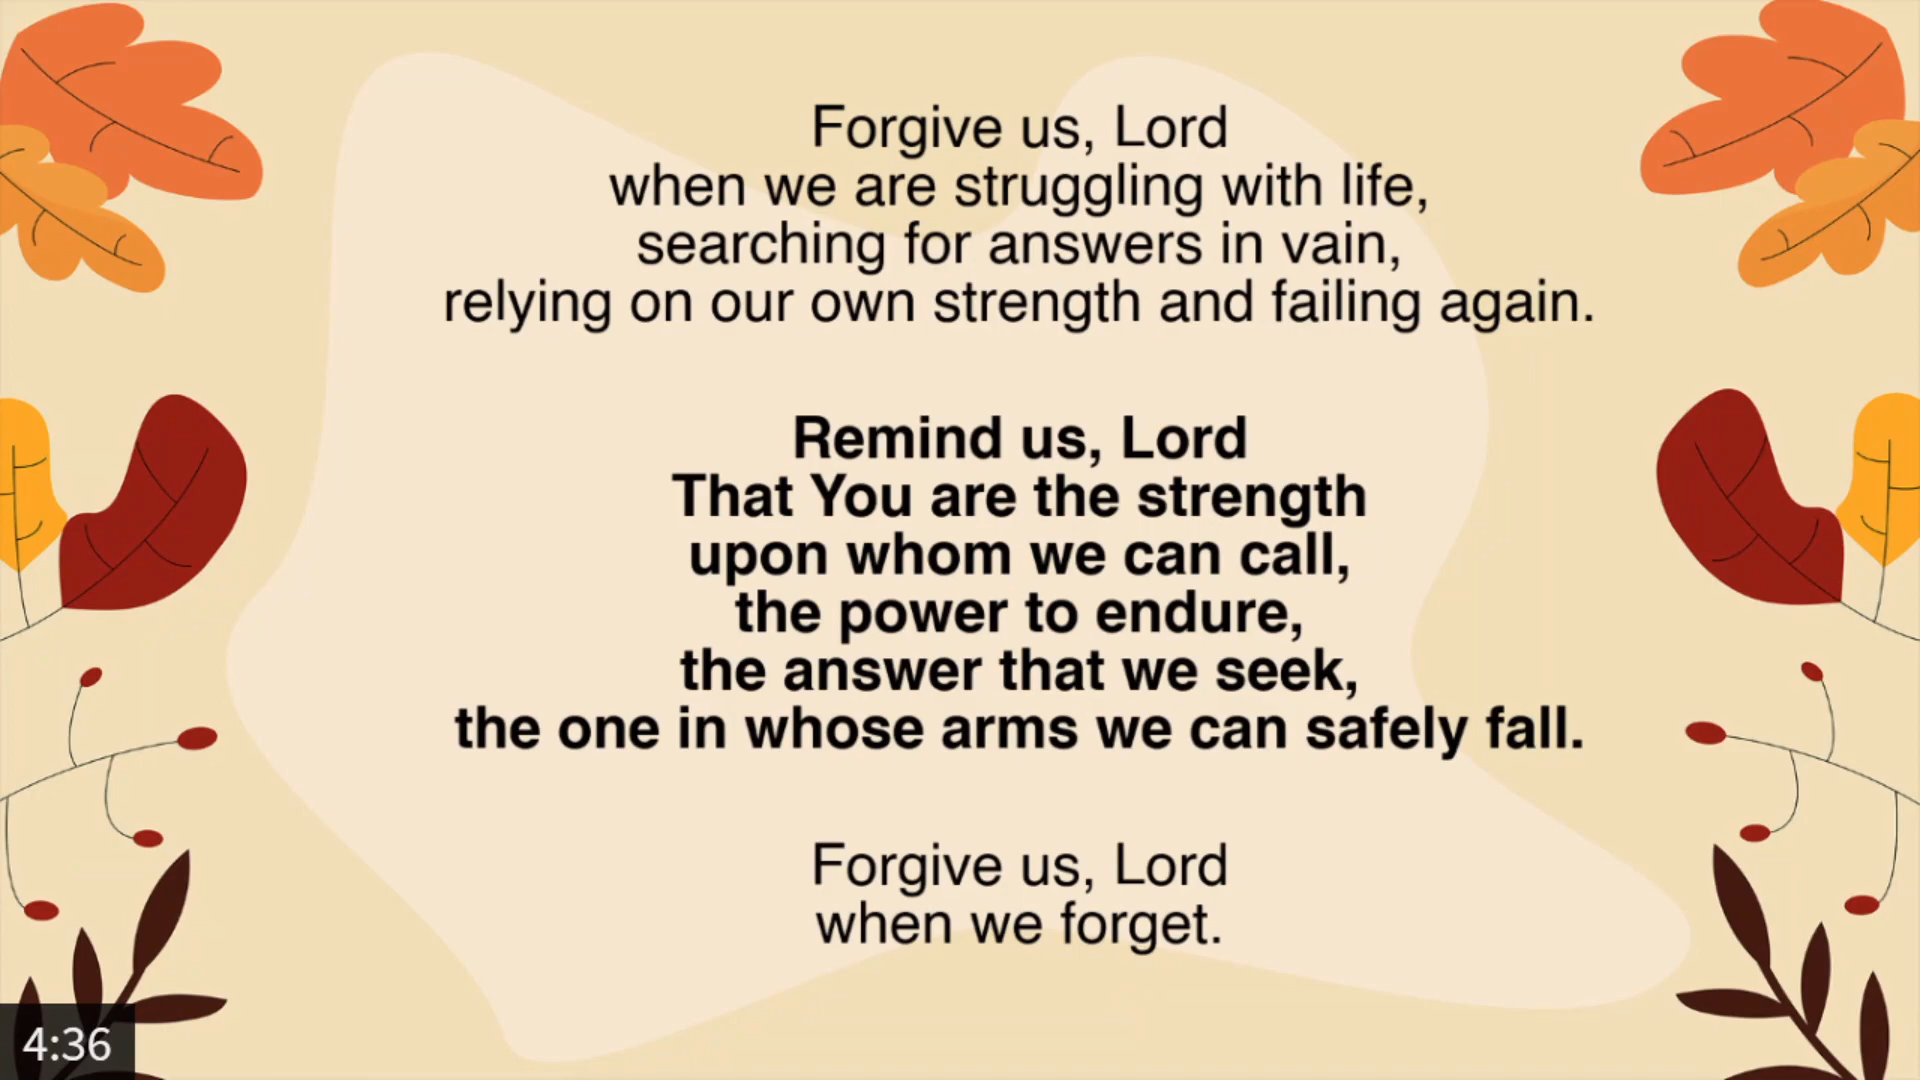 Forgive us, Lord
when we are struggling with life,
searching for answers in vain,
relying on our own strength and failing again.
Remind us, Lord
That You are the strength
upon whom we can call,
the power to endure,
the answer that we seek,
the one in whose arms we can safely fall.
Forgive us, Lord
when we forget.
4:36